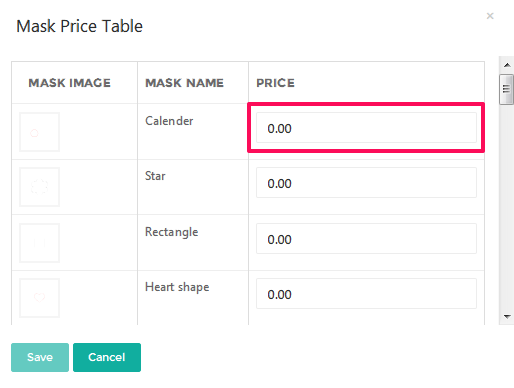 Mask Price Table
×
MASK IMAGE MASK NAME PRICE
Calender 0.00
Star 0.00
Rectangle 0.00
Heart shape 0.00
Save Cancel